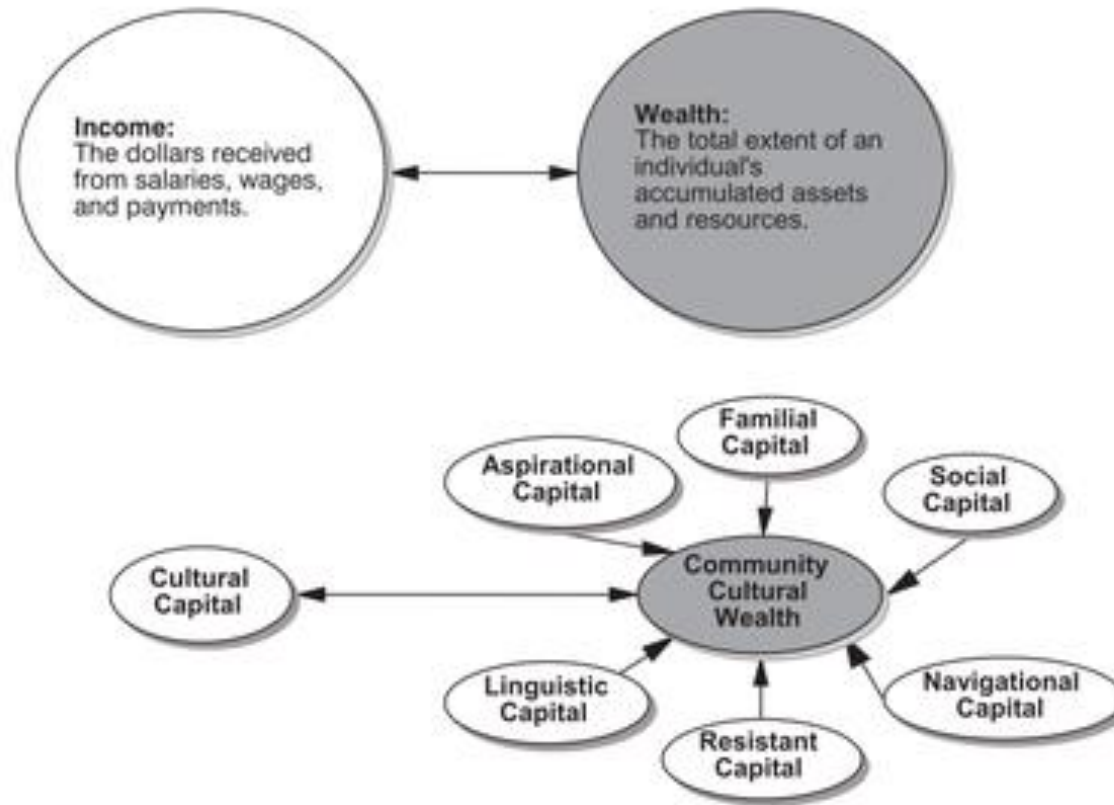 Income:
The dollars received
from salaries, wages,
and payments.
Wealth:
The total extent of an
individual's
accumulated assets
and resources.
Familial
Capital
Aspirational
Capital
Social
Capital
Cultural
Capital
Community
Cultural
Wealth
Linguistic
Capital
Navigational
Capital
Resistant
Capital